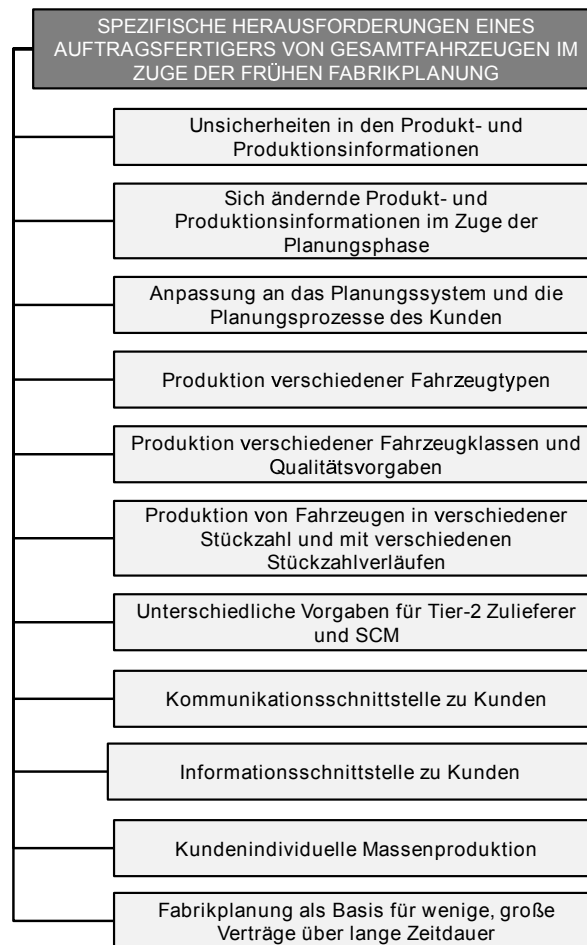 SPEZIFISCHE HERAUSFORDERUNGEN EINES
AUFTRAGSFERTIGERS VON GESAMTFAHRZEUGEN IM
ZUGE DER FRÜHEN FABRIKPLANUNG
Unsicherheiten in den Produkt- und
Produktionsinformationen
Sich ändernde Produkt- und
Produktionsinformationen im Zuge der
Planungsphase
Anpassung an das Planungssystem und die
Planungsprozesse des Kunden
Produktion verschiedener Fahrzeugtypen
Produktion verschiedener Fahrzeugklassen und
Qualitätsvorgaben
Produktion von Fahrzeugen in verschiedener
Stückzahl und mit verschiedenen
Stückzahlverläufen
Unterschiedliche Vorgaben für Tier-2 Zulieferer
und SCM
Kommunikationsschnittstelle zu Kunden
Informationsschnittstelle zu Kunden
Kundenindividuelle Massenproduktion
Fabrikplanung als Basis für wenige, große
Verträge über lange Zeitdauer